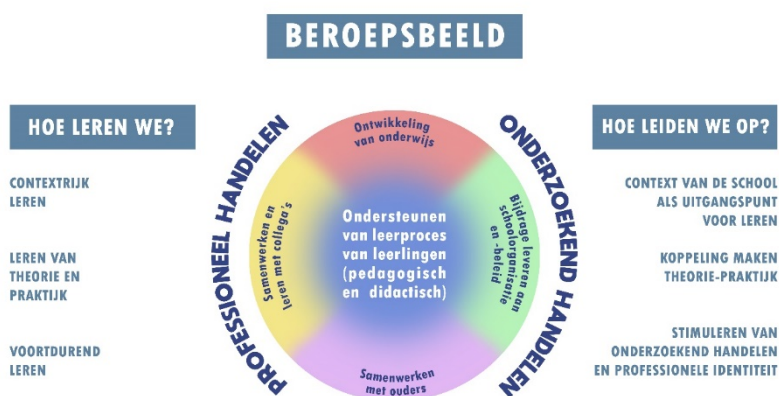 BEROEPSBEELD
HOE LEREN WE?
CONTEXTRIJK
LEREN
LEREN VAN
THEORIE EN
PRAKTIJK
VOORTDUREND
LEREN
PROFESSIONEEL HANDELEN
Ontwikkeling
van onderwijs
Samenwerken en
leren met collega's
Ondersteunen
van leerproces
van leerlingen
(pedagogisch
en didactisch)
Bijdrage leveren aan
schoolorganisatie
en -beleid
Samenwerken
met ouders
ONDERZOEKEND HANDELEN
HOE LEIDEN WE OP?
CONTEXT VAN DE SCHOOL
ALS UITGANGSPUNT
VOOR LEREN
KOPPELING MAKEN
THEORIE-PRAKTIJK
STIMULEREN VAN
ONDERZOEKEND HANDELEN
EN PROFESSIONELE IDENTITEIT